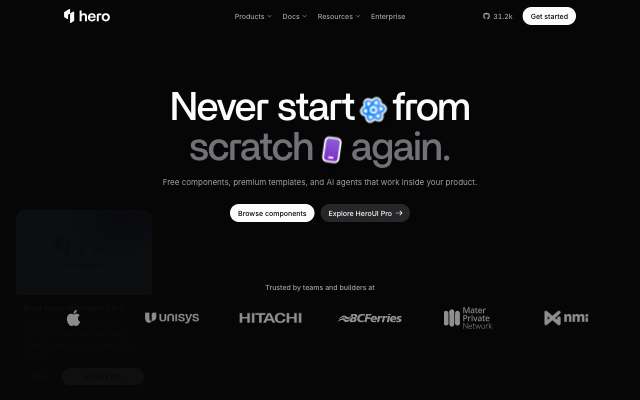 hero
Products Docs Resources Enterprise
31.2k
Get started
Never start from
scratch again.
Free components, premium templates, and AI agents that work inside your product.
Browse components
Explore HeroUI Pro →
Trusted by teams and builders at
UNISYS
HITACHI
BCFerries
Mater
Private
Network
nmi